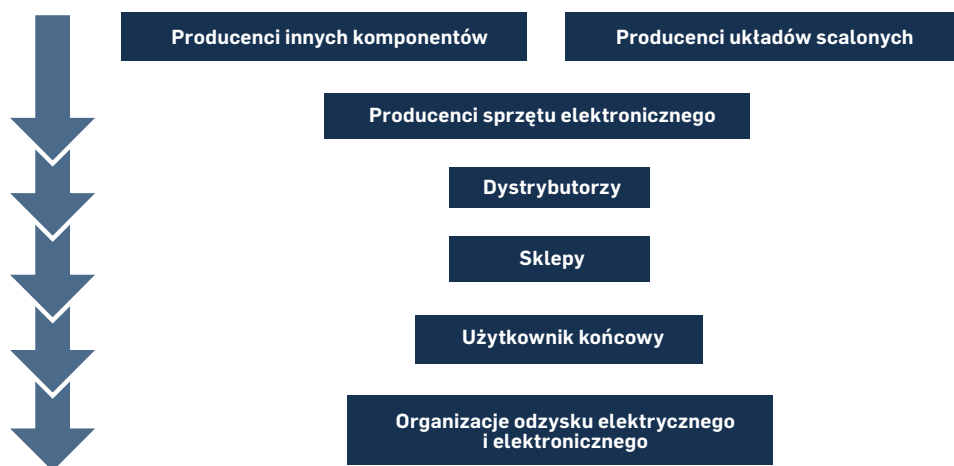 Producenci innych komponentów
Producenci układów scalonych
Producenci sprzętu elektronicznego
Dystrybutorzy
Sklepy
Użytkownik końcowy
Organizacje odzysku elektrycznego
i elektronicznego